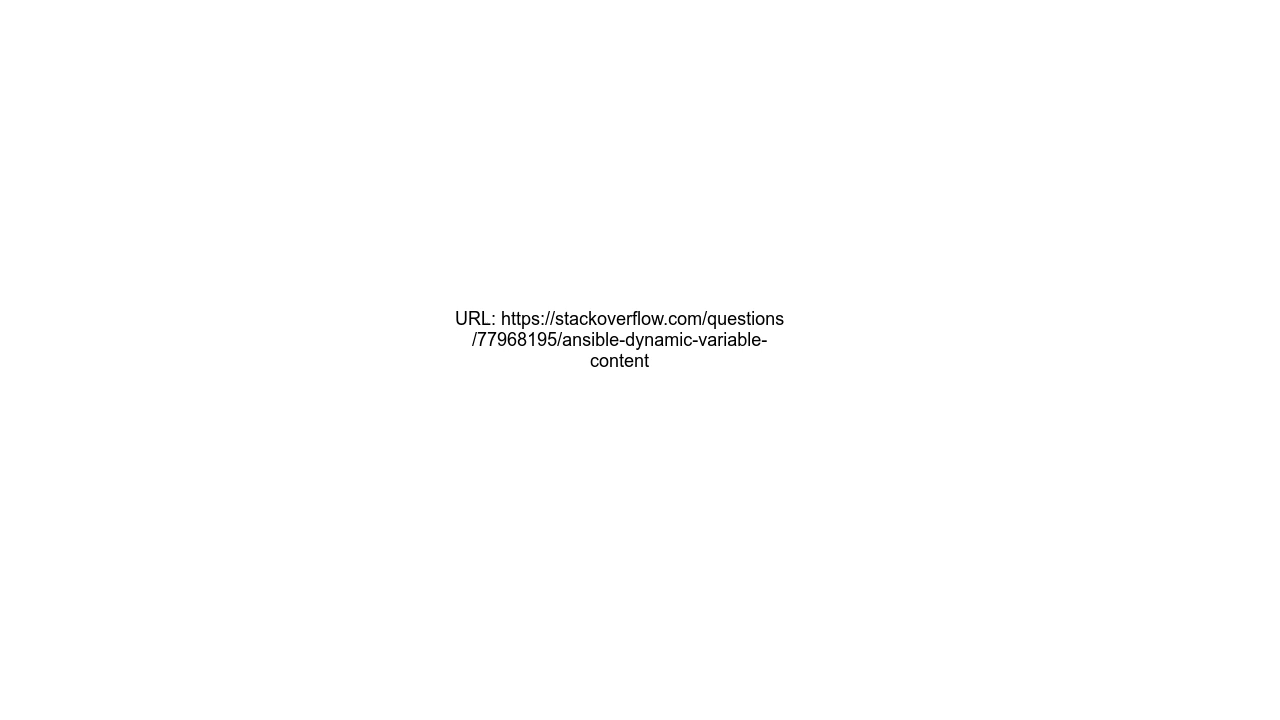 URL: https://stackoverflow.com/questions
/77968195/ansible-dynamic-variable-
content